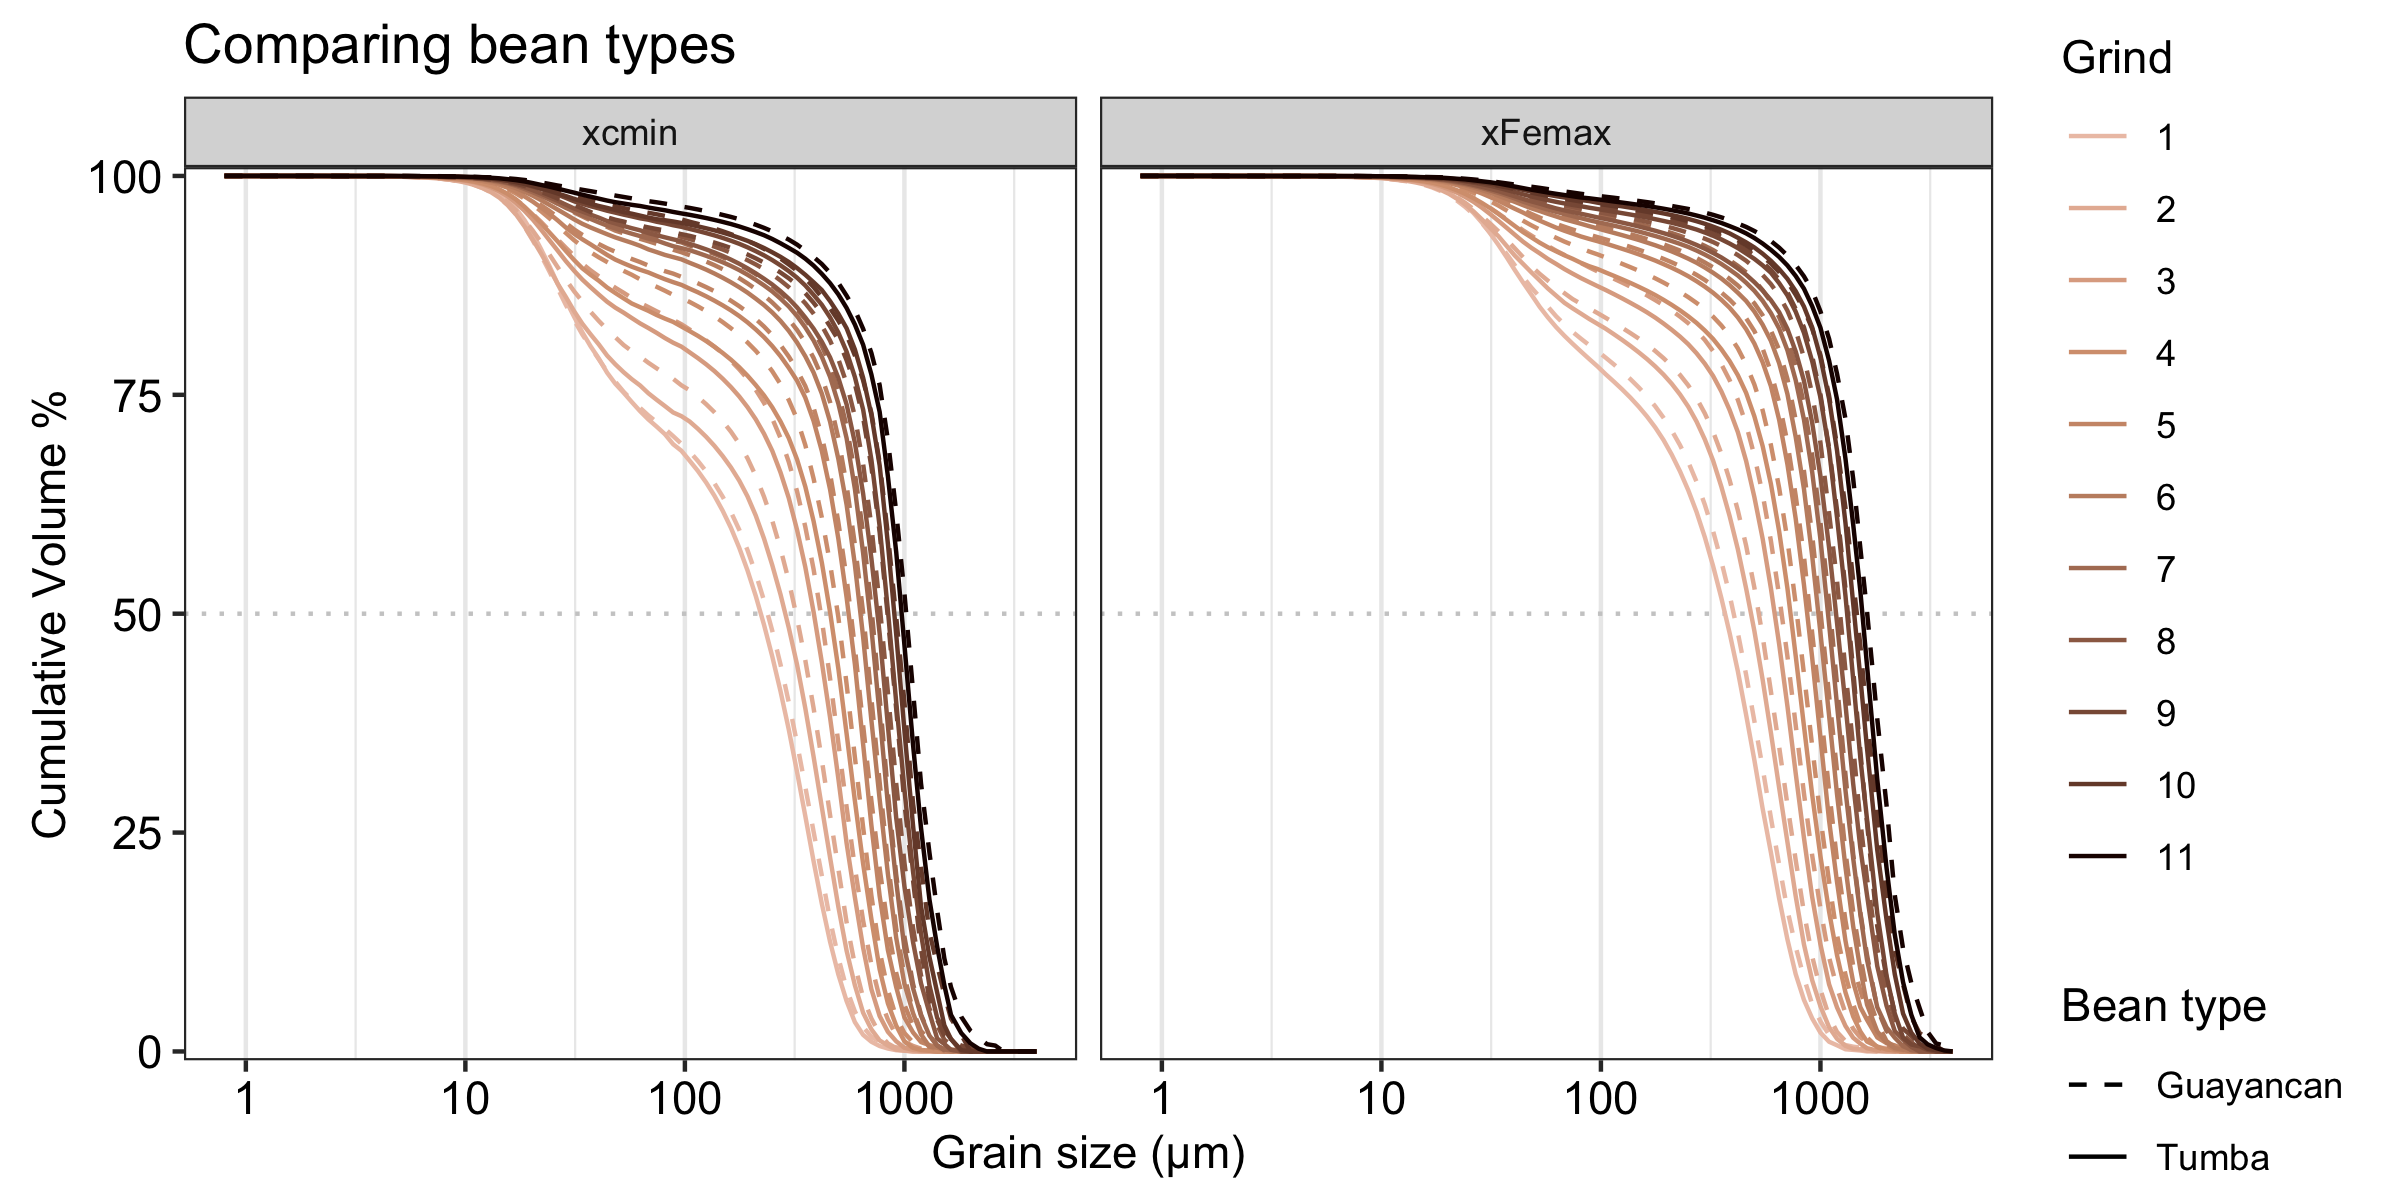 Comparing bean types
xcmin
xFemax
Cumulative Volume %
100
75
50
25
0
1 10 100 1000
1 10 100 1000
Grain size (µm)
Grind
1
2
3
4
5
6
7
8
9
10
11
Bean type
Guayancan
Tumba